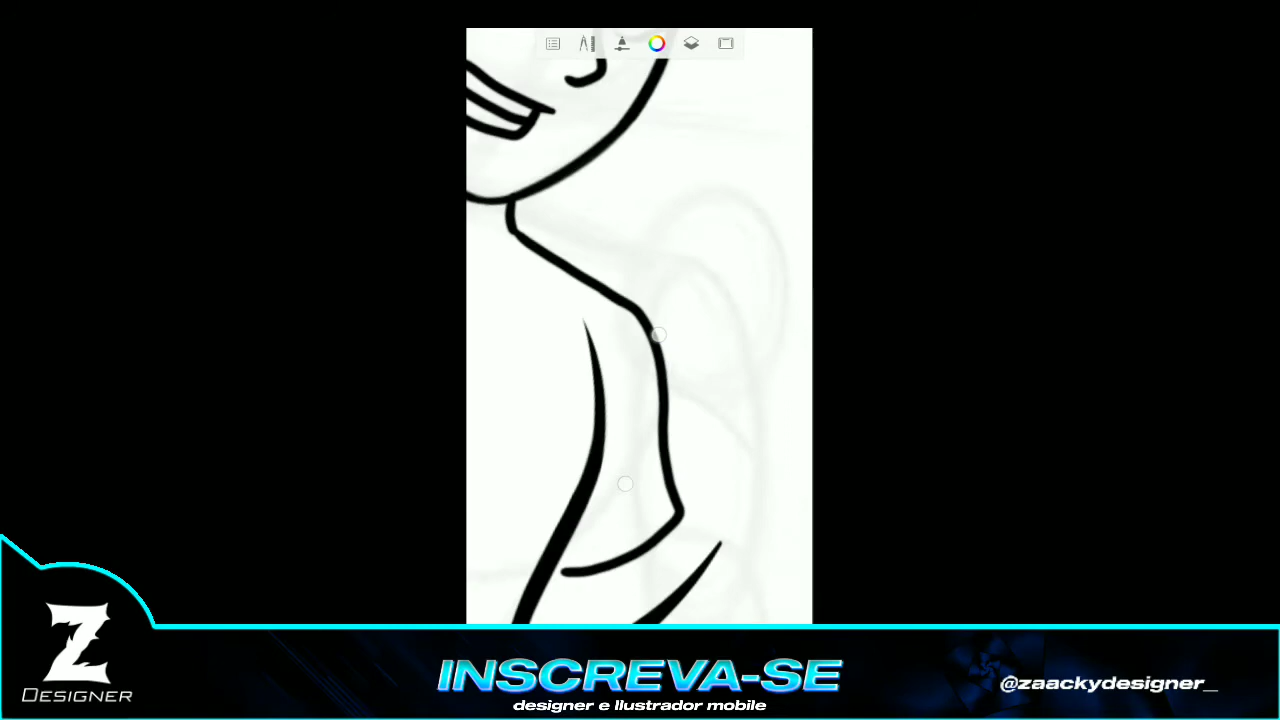 INSCREVA-SE
designer e Ilustrador mobile
@zaackydesigner_
Z
DESIGNER